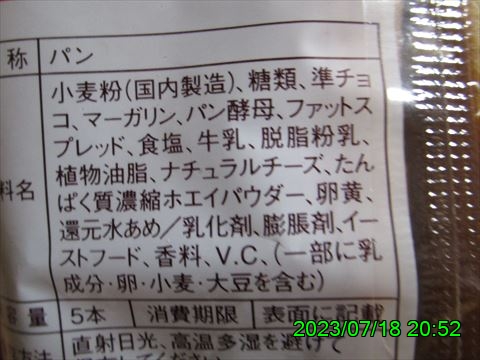 称 パン
小麦粉(国内製造)、糖類、準チョ
コ、マーガリン、パン酵母、ファットス
プレッド、食塩、牛乳、脱脂粉乳、
植物油脂、ナチュラルチーズ、たん
料名 ぱく質濃縮ホエイパウダー、卵黄、
還元水あめ/乳化剤、膨脹剤、イー
ストフード、香料、V.C.、(一部に乳
成分・卵・小麦・大豆を含む)
容量 5本 消費期限 表面に記載
方法 直射日光、高温多湿を避けて
2023/07/18 20:52